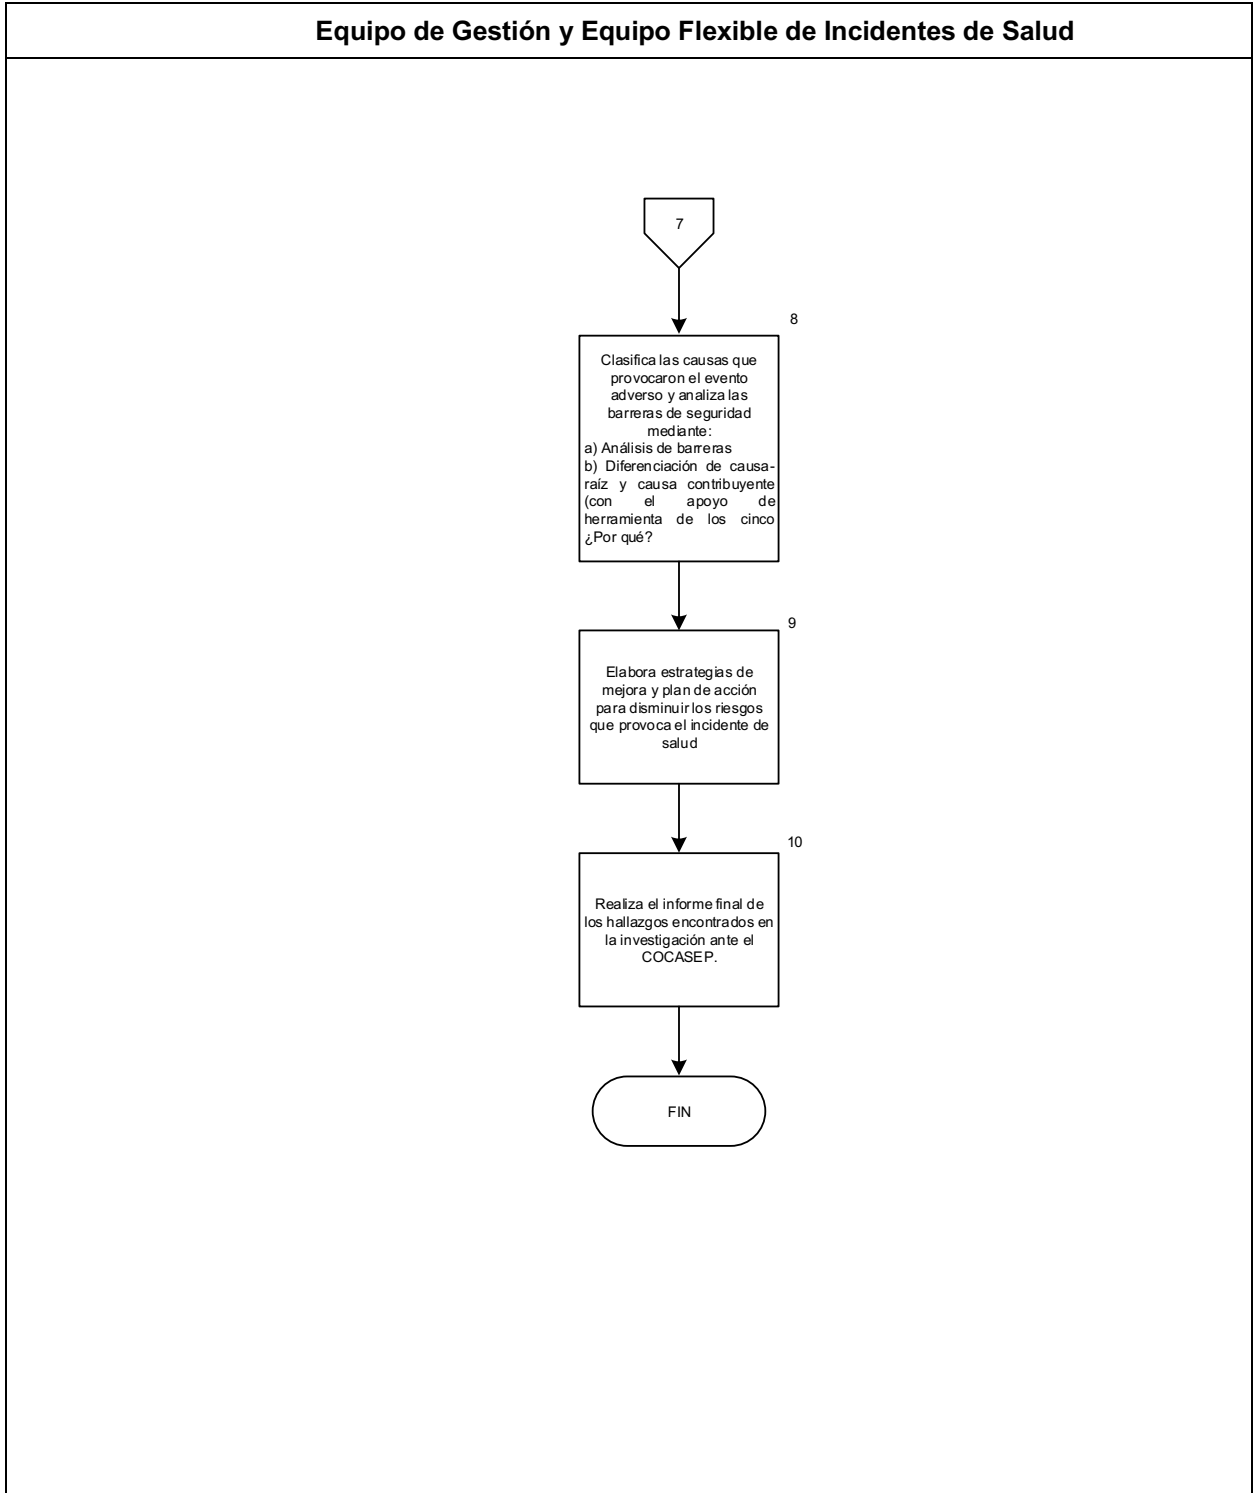 Equipo de Gestión y Equipo Flexible de Incidentes de Salud
7
8
Clasifica las causas que
provocaron el evento
adverso y analiza las
barreras de seguridad
mediante:
a) Análisis de barreras
b) Diferenciación de causa-
raíz y causa contribuyente
(con el apoyo de
herramienta de los cinco
¿Por qué?
9
Elabora estrategias de
mejora y plan de acción
para disminuir los riesgos
que provoca el incidente de
salud
10
Realiza el informe final de
los hallazgos encontrados en
la investigación ante el
COCASEP.
FIN